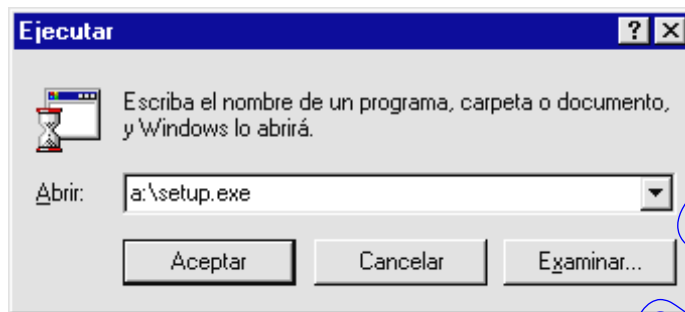 Ejecutar
Escriba el nombre de un programa, carpeta o documento,
y Windows lo abrirá.
Abrir: a:\setup.exe
Aceptar Cancelar Examinar...